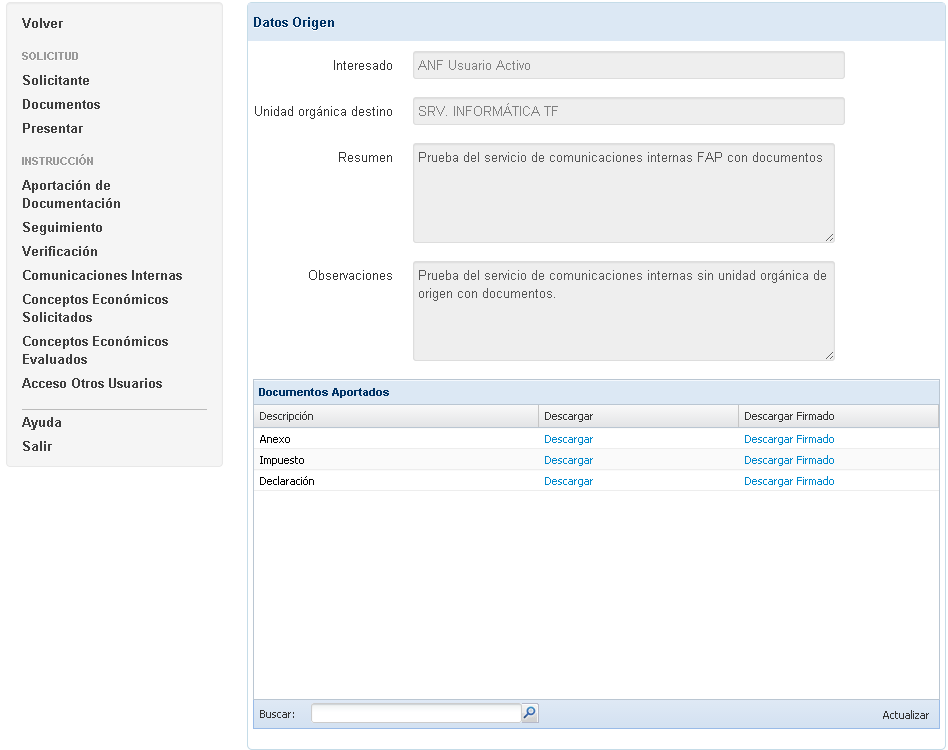 Volver
SOLICITUD
Solicitante
Documentos
Presentar
INSTRUCCIÓN
Aportación de
Documentación
Seguimiento
Verificación
Comunicaciones Internas
Conceptos Económicos
Solicitados
Conceptos Económicos
Evaluados
Acceso Otros Usuarios
Ayuda
Salir
Datos Origen
Interesado ANF Usuario Activo
Unidad orgánica destino SRV. INFORMÁTICA TF
Resumen Prueba del servicio de comunicaciones internas FAP con documentos
Observaciones Prueba del servicio de comunicaciones internas sin unidad orgánica de
origen con documentos.
Documentos Aportados
Descripción Descargar Descargar Firmado
Anexo Descargar Descargar Firmado
Impuesto Descargar Descargar Firmado
Declaración Descargar Descargar Firmado
Buscar: Actualizar